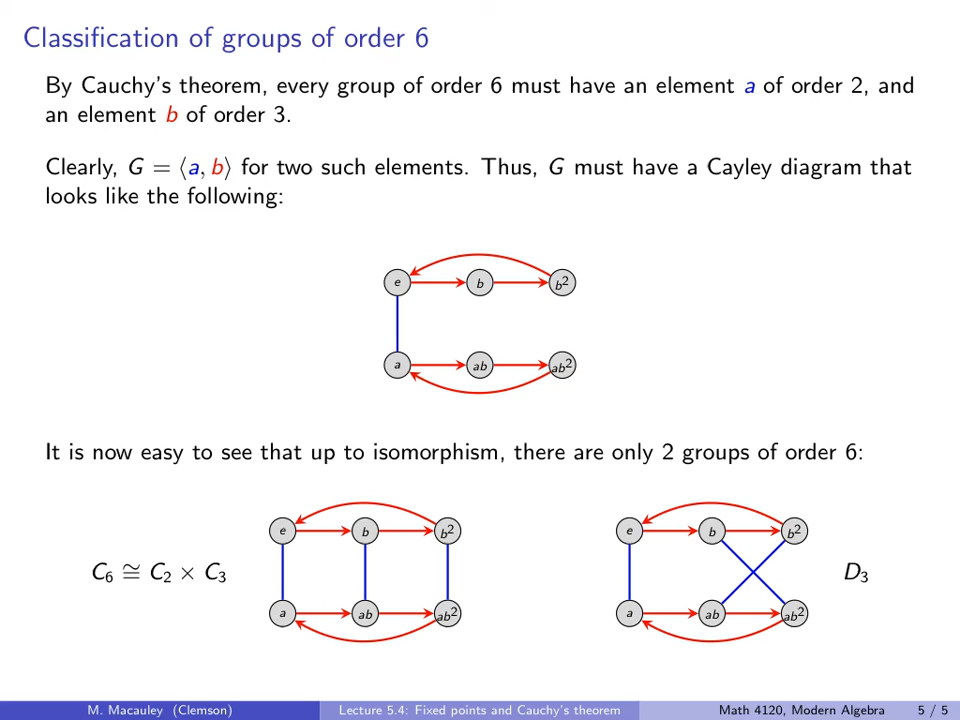 Classification of groups of order 6
By Cauchy's theorem, every group of order 6 must have an element a of order 2, and
an element b of order 3.
Clearly, G = ⟨a, b⟩ for two such elements. Thus, G must have a Cayley diagram that
looks like the following:
e b b²
a ab ab²
It is now easy to see that up to isomorphism, there are only 2 groups of order 6:
e b b² e b b²
C₆ ≅ C₂ × C₃ D₃
a ab ab² a ab ab²
M. Macauley (Clemson) Lecture 5.4: Fixed points and Cauchy's theorem Math 4120, Modern Algebra 5 / 5